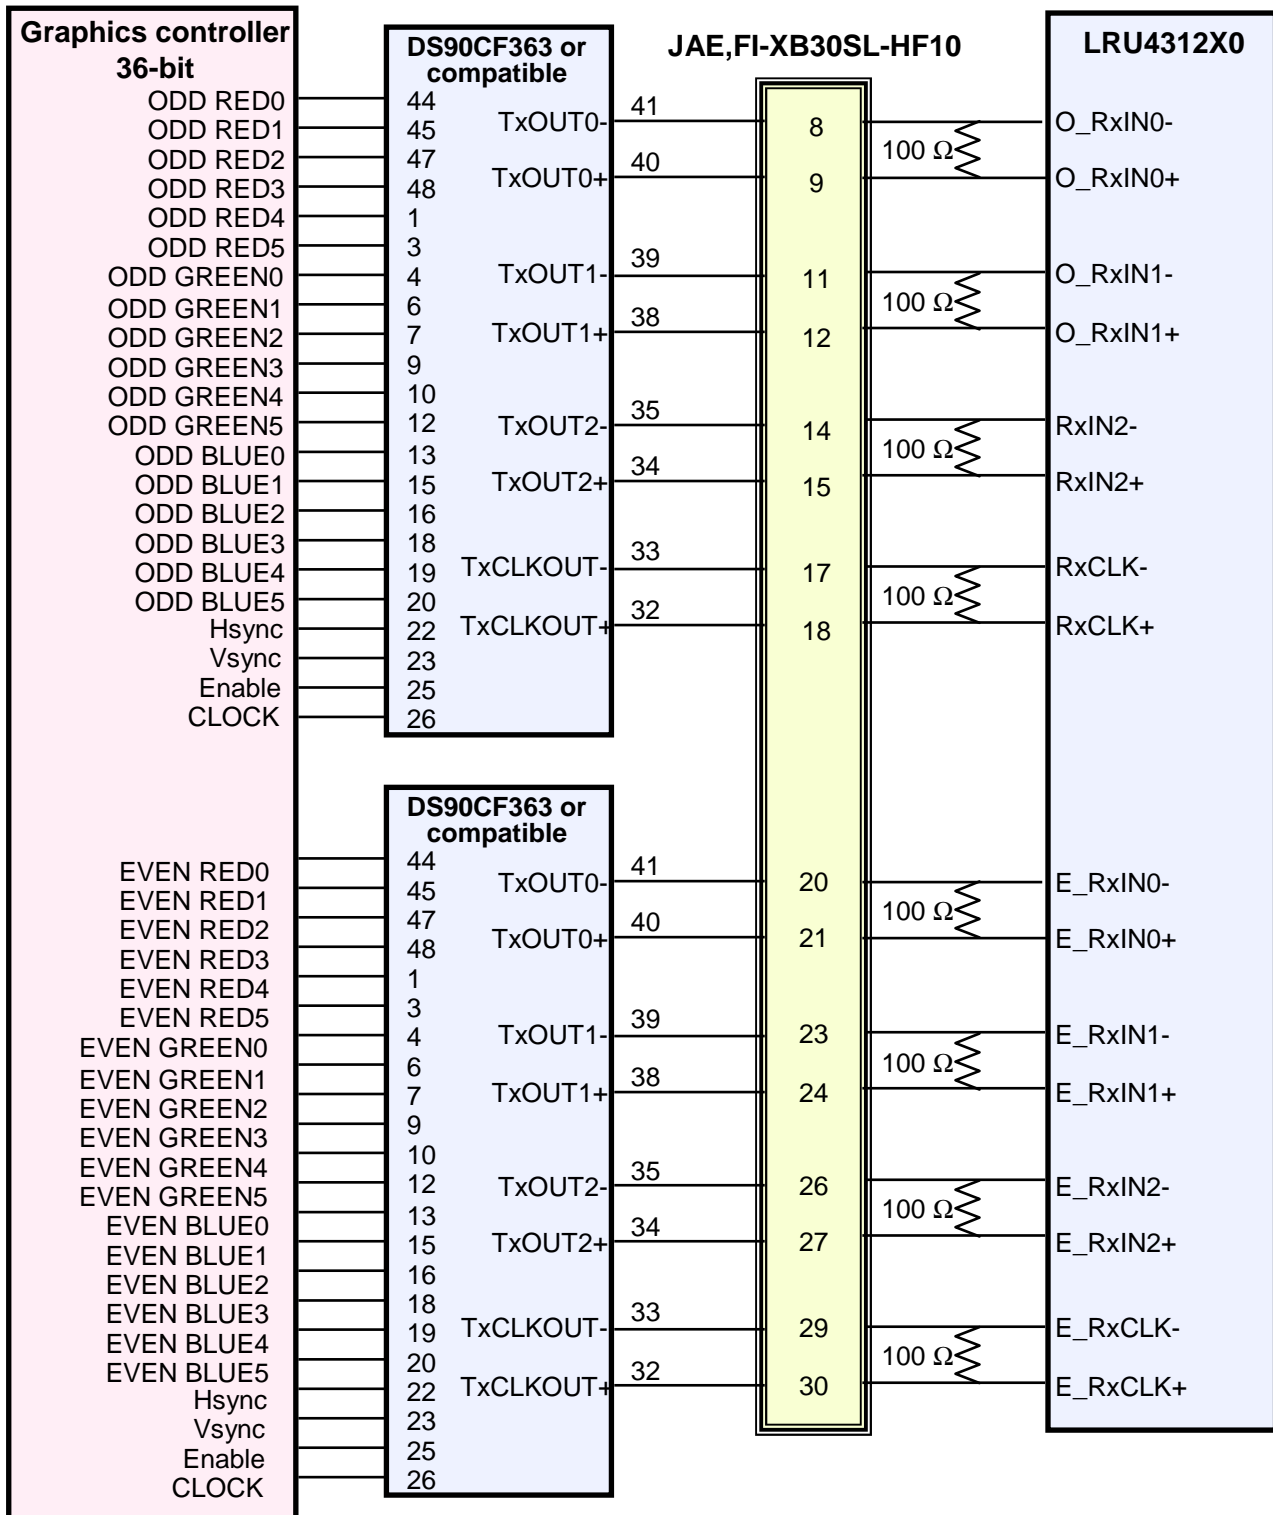 Graphics controller
36-bit
DS90CF363 or
compatible
JAE,FI-XB30SL-HF10
LRU4312X0
ODD RED0
ODD RED1
ODD RED2
ODD RED3
ODD RED4
ODD RED5
ODD GREEN0
ODD GREEN1
ODD GREEN2
ODD GREEN3
ODD GREEN4
ODD GREEN5
ODD BLUE0
ODD BLUE1
ODD BLUE2
ODD BLUE3
ODD BLUE4
ODD BLUE5
Hsync
Vsync
Enable
CLOCK
44
45
47
48
1
3
4
6
7
9
10
12
13
15
16
18
19
20
22
23
25
26
TxOUT0- 41 8 O_RxIN0-
100 Ω
TxOUT0+ 40 9 O_RxIN0+
TxOUT1- 39 11 O_RxIN1-
100 Ω
TxOUT1+ 38 12 O_RxIN1+
TxOUT2- 35 14 RxIN2-
100 Ω
TxOUT2+ 34 15 RxIN2+
TxCLKOUT- 33 17 RxCLK-
100 Ω
TxCLKOUT+ 32 18 RxCLK+
DS90CF363 or
compatible
EVEN RED0
EVEN RED1
EVEN RED2
EVEN RED3
EVEN RED4
EVEN RED5
EVEN GREEN0
EVEN GREEN1
EVEN GREEN2
EVEN GREEN3
EVEN GREEN4
EVEN GREEN5
EVEN BLUE0
EVEN BLUE1
EVEN BLUE2
EVEN BLUE3
EVEN BLUE4
EVEN BLUE5
Hsync
Vsync
Enable
CLOCK
44
45
47
48
1
3
4
6
7
9
10
12
13
15
16
18
19
20
22
23
25
26
TxOUT0- 41 20 E_RxIN0-
100 Ω
TxOUT0+ 40 21 E_RxIN0+
TxOUT1- 39 23 E_RxIN1-
100 Ω
TxOUT1+ 38 24 E_RxIN1+
TxOUT2- 35 26 E_RxIN2-
100 Ω
TxOUT2+ 34 27 E_RxIN2+
TxCLKOUT- 33 29 E_RxCLK-
100 Ω
TxCLKOUT+ 32 30 E_RxCLK+